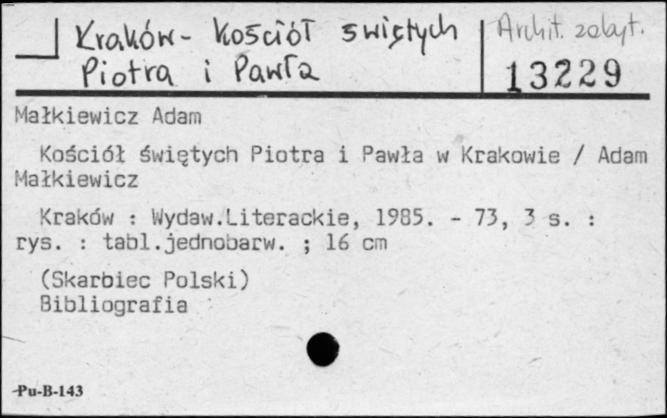 Kraków - kościół świętych
Piotra i Pawła
Archit. zabyt.
13229
Małkiewicz Adam
Kościół świętych Piotra i Pawła w Krakowie / Adam
Małkiewicz
Kraków : Wydaw.Literackie, 1985. - 73, 3 s. :
rys. : tabl.jednobarw. ; 16 cm
(Skarbiec Polski)
Bibliografia
Pu-B-143